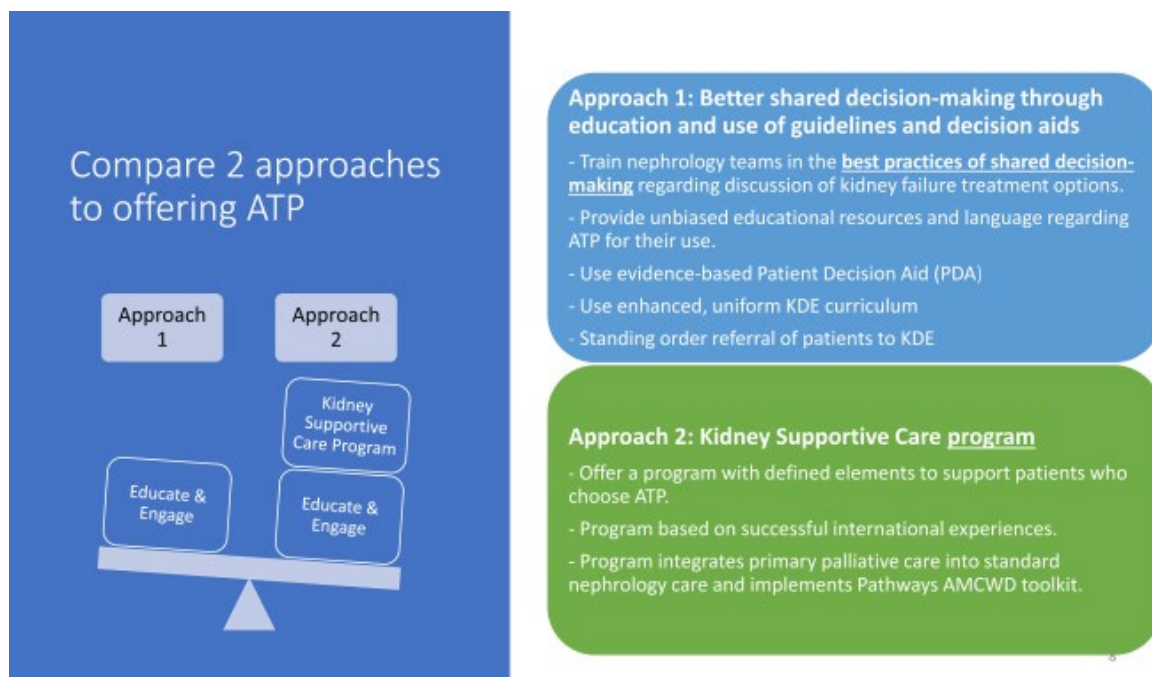 Compare 2 approaches
to offering ATP
Approach
1
Approach
2
Kidney
Supportive
Care Program
Educate &
Engage
Educate &
Engage
Approach 1: Better shared decision-making through
education and use of guidelines and decision aids
- Train nephrology teams in the best practices of shared decision-
making regarding discussion of kidney failure treatment options.
- Provide unbiased educational resources and language regarding
ATP for their use.
- Use evidence-based Patient Decision Aid (PDA)
- Use enhanced, uniform KDE curriculum
- Standing order referral of patients to KDE
Approach 2: Kidney Supportive Care program
- Offer a program with defined elements to support patients who
choose ATP.
- Program based on successful international experiences.
- Program integrates primary palliative care into standard
nephrology care and implements Pathways AMCWD toolkit.